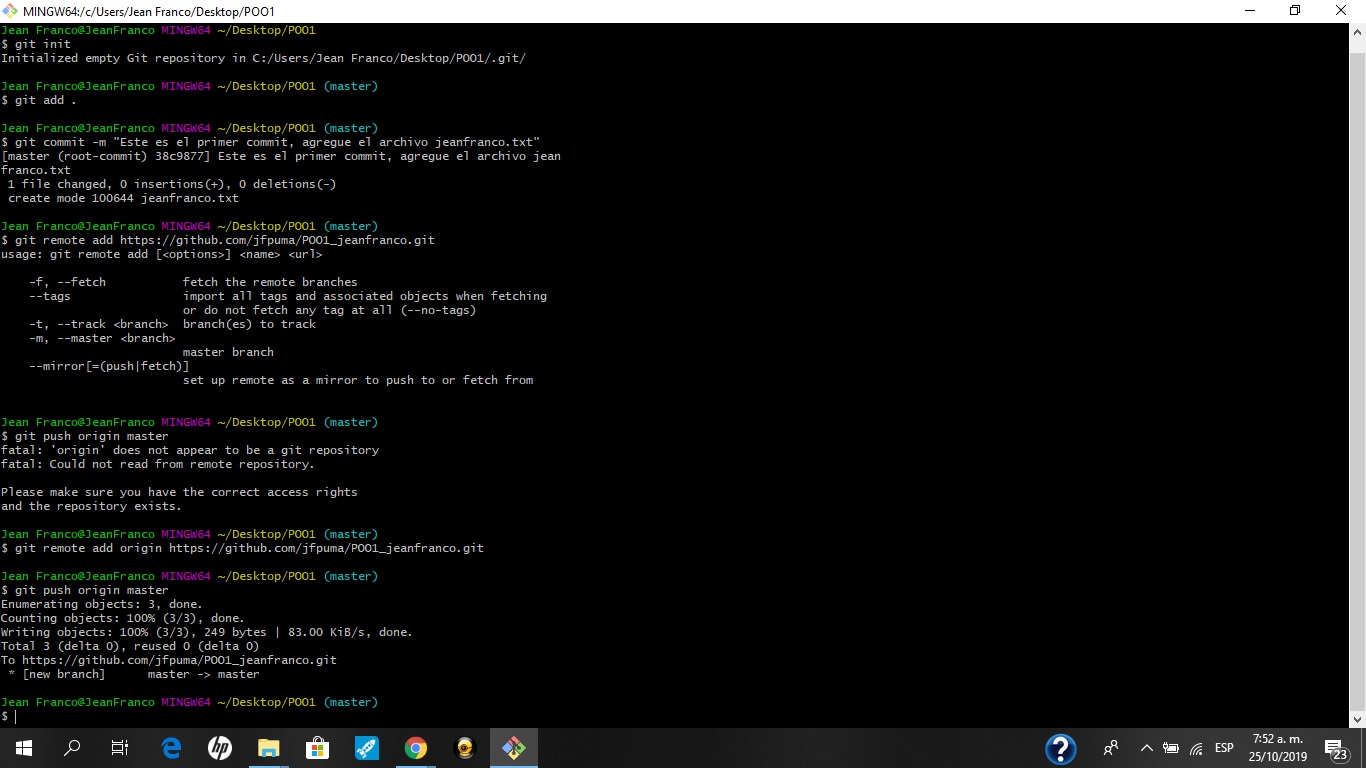 MINGW64:/c/Users/Jean Franco/Desktop/POO1
Jean Franco@JeanFranco MINGW64 ~/Desktop/POO1
$ git init
Initialized empty Git repository in C:/Users/Jean Franco/Desktop/POO1/.git/
Jean Franco@JeanFranco MINGW64 ~/Desktop/POO1 (master)
$ git add .
Jean Franco@JeanFranco MINGW64 ~/Desktop/POO1 (master)
$ git commit -m "Este es el primer commit, agregue el archivo jeanfranco.txt"
[master (root-commit) 38c9877] Este es el primer commit, agregue el archivo jean
franco.txt
1 file changed, 0 insertions(+), 0 deletions(-)
create mode 100644 jeanfranco.txt
Jean Franco@JeanFranco MINGW64 ~/Desktop/POO1 (master)
$ git remote add https://github.com/jfpuma/POO1_jeanfranco.git
usage: git remote add [<options>] <name> <url>
-f, --fetch fetch the remote branches
--tags import all tags and associated objects when fetching
or do not fetch any tag at all (--no-tags)
-t, --track <branch> branch(es) to track
-m, --master <branch>
master branch
--mirror[=(push|fetch)]
set up remote as a mirror to push to or fetch from
Jean Franco@JeanFranco MINGW64 ~/Desktop/POO1 (master)
$ git push origin master
fatal: 'origin' does not appear to be a git repository
fatal: Could not read from remote repository.
Please make sure you have the correct access rights
and the repository exists.
Jean Franco@JeanFranco MINGW64 ~/Desktop/POO1 (master)
$ git remote add origin https://github.com/jfpuma/POO1_jeanfranco.git
Jean Franco@JeanFranco MINGW64 ~/Desktop/POO1 (master)
$ git push origin master
Enumerating objects: 3, done.
Counting objects: 100% (3/3), done.
Writing objects: 100% (3/3), 249 bytes | 83.00 KiB/s, done.
Total 3 (delta 0), reused 0 (delta 0)
To https://github.com/jfpuma/POO1_jeanfranco.git
* [new branch] master -> master
Jean Franco@JeanFranco MINGW64 ~/Desktop/POO1 (master)
$
hp
?
ESP
7:52 a. m.
25/10/2019
23